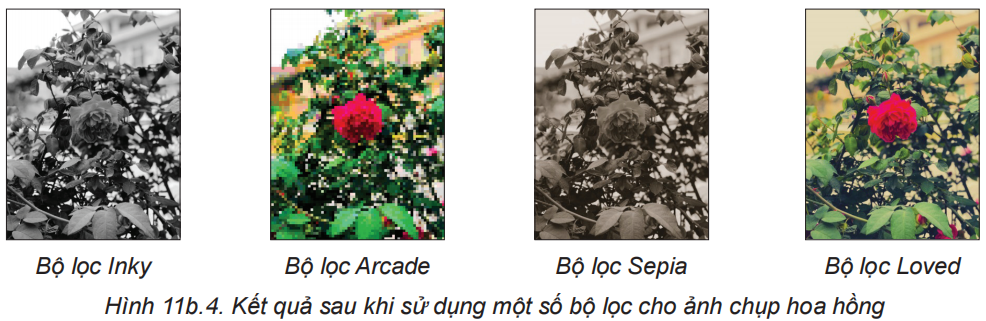 Bộ lọc Inky
Bộ lọc Arcade
Bộ lọc Sepia
Bộ lọc Loved
Hình 11b.4. Kết quả sau khi sử dụng một số bộ lọc cho ảnh chụp hoa hồng